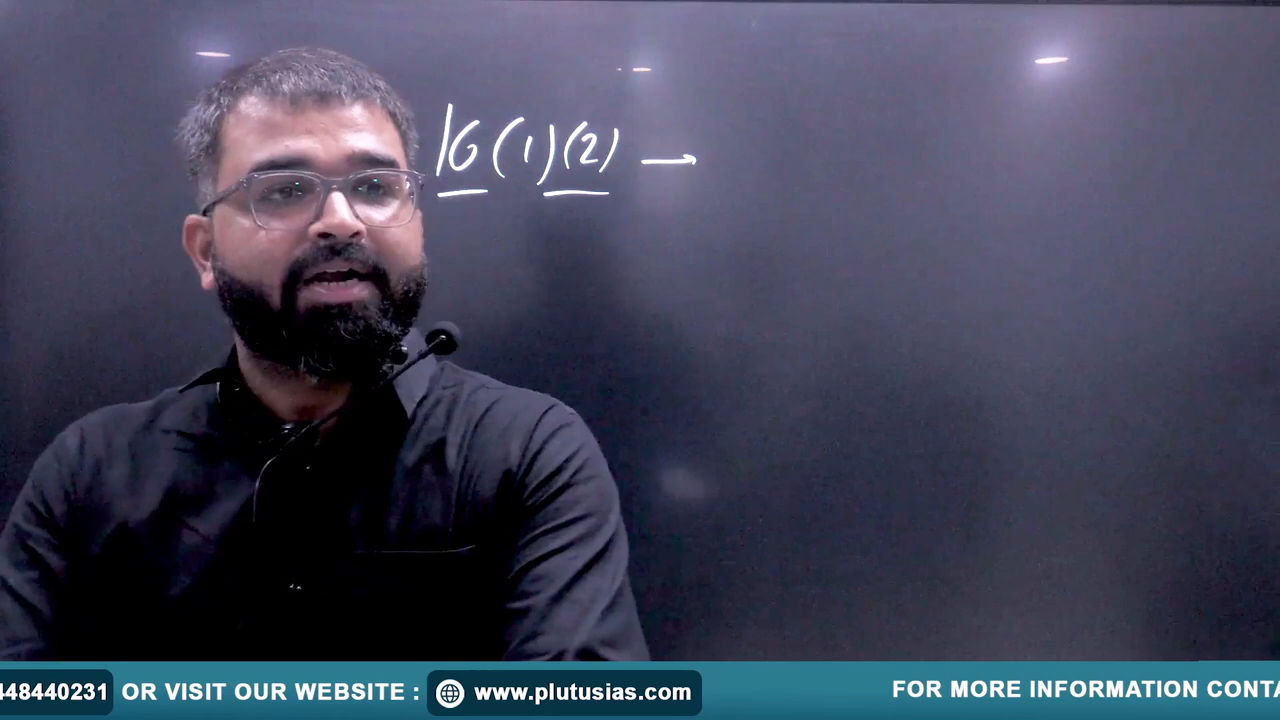 16 (1) (2) →
448440231 OR VISIT OUR WEBSITE : www.plutusias.com FOR MORE INFORMATION CONTA